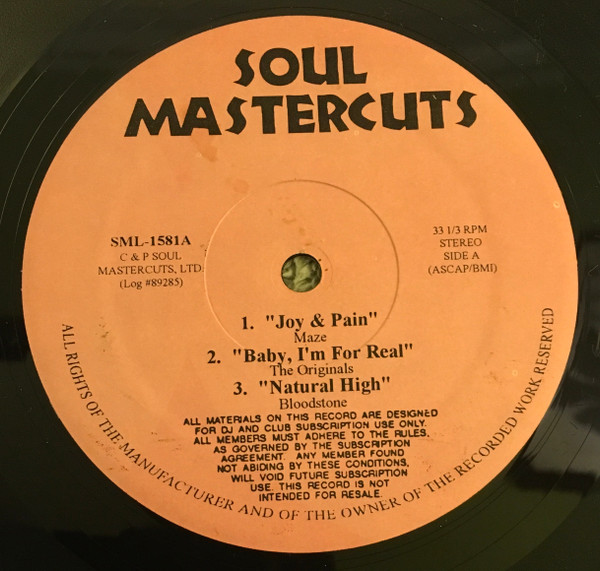 SOUL
MASTERCUTS
SML-1581A
C & P SOUL
MASTERCUTS, LTD.
(Log #89285)
33 1/3 RPM
STEREO
SIDE A
(ASCAP/BMI)
1. "Joy & Pain"
Maze
2. "Baby, I'm For Real"
The Originals
3. "Natural High"
Bloodstone
ALL MATERIALS ON THIS RECORD ARE DESIGNED
FOR DJ AND CLUB SUBSCRIPTION USE ONLY.
ALL MEMBERS MUST ADHERE TO THE RULES,
AS GOVERNED BY THE SUBSCRIPTION
AGREEMENT. ANY MEMBER FOUND
NOT ABIDING BY THESE CONDITIONS,
WILL VOID FUTURE SUBSCRIPTION
USE. THIS RECORD IS NOT
INTENDED FOR RESALE.
ALL RIGHTS OF THE MANUFACTURER AND OF THE OWNER OF THE RECORDED WORK RESERVED